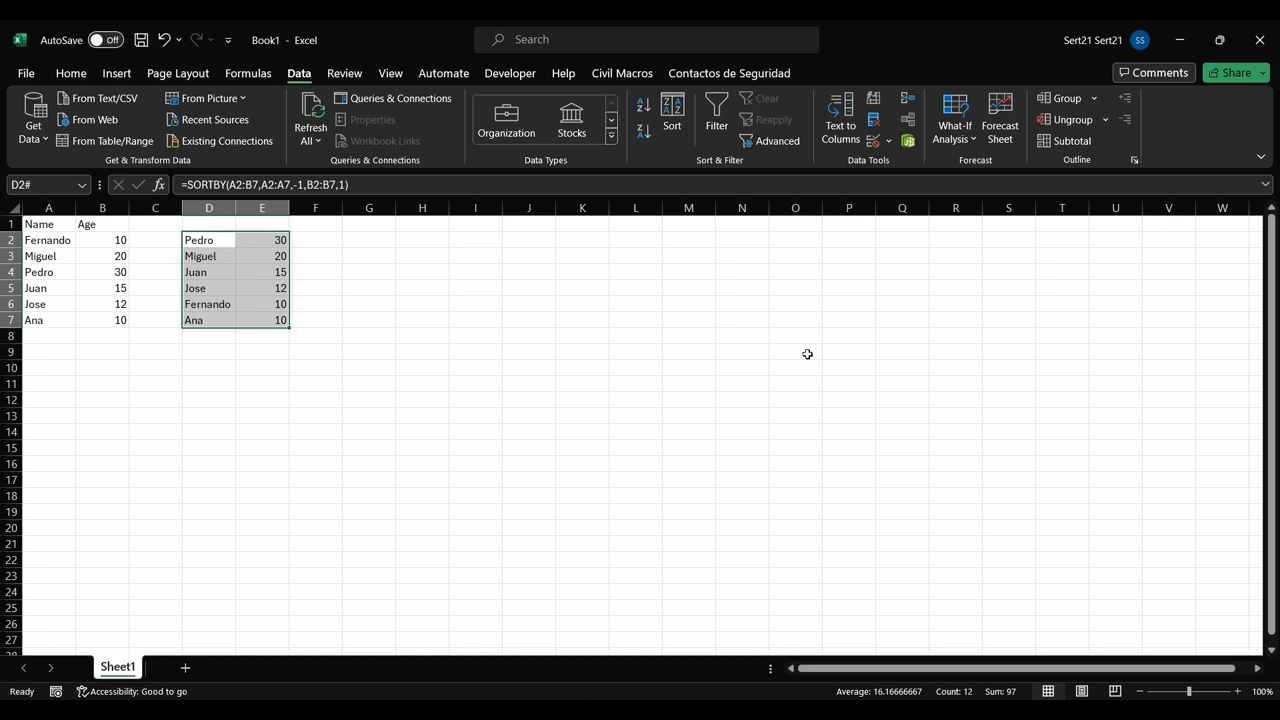 AutoSave Off Book1 - Excel Search Sert21 Sert21 SS
File Home Insert Page Layout Formulas Data Review View Automate Developer Help Civil Macros Contactos de Seguridad Comments Share
Get Data
From Text/CSV
From Web
From Table/Range
From Picture
Recent Sources
Existing Connections
Get & Transform Data
Refresh All
Queries & Connections
Properties
Workbook Links
Queries & Connections
Organization
Stocks
Data Types
Sort
Filter
Clear
Reapply
Advanced
Sort & Filter
Text to Columns
Data Tools
What-If Analysis
Forecast Sheet
Forecast
Group
Ungroup
Subtotal
Outline
D2# fx =SORTBY(A2:B7,A2:A7,-1,B2:B7,1)
A B C D E F G H I J K L M N O P Q R S T U V W
1 Name Age
2 Fernando 10 Pedro 30
3 Miguel 20 Miguel 20
4 Pedro 30 Juan 15
5 Juan 15 Jose 12
6 Jose 12 Fernando 10
7 Ana 10 Ana 10
8
9
10
11
12
13
14
15
16
17
18
19
20
21
22
23
24
25
26
27
Sheet1
Ready Accessibility: Good to go Average: 16.16666667 Count: 12 Sum: 97 100%